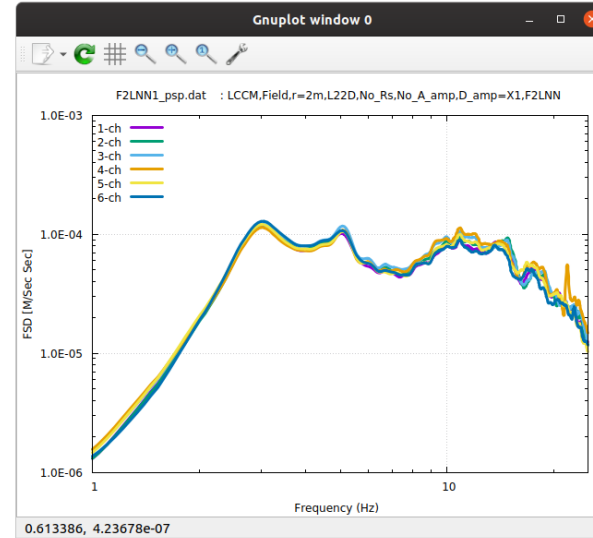 Gnuplot window 0
F2LNN1_psp.dat : LCCM,Field,r=2m,L22D,No_Rs,No_A_amp,D_amp=X1,F2LNN
1.0E-03
1-ch
2-ch
3-ch
4-ch
5-ch
6-ch
1.0E-04
FSD [M/Sec Sec]
1.0E-05
1.0E-06
1
10
Frequency (Hz)
0.613386, 4.23678e-07